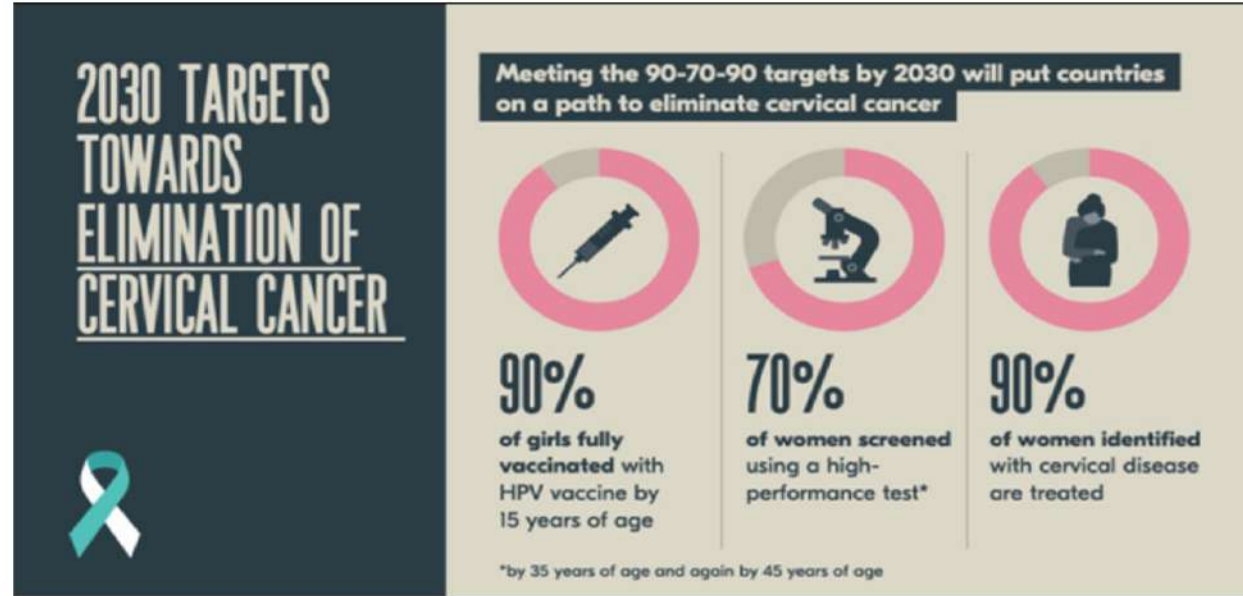 2030 TARGETS
TOWARDS
ELIMINATION OF
CERVICAL CANCER
Meeting the 90-70-90 targets by 2030 will put countries
on a path to eliminate cervical cancer
90%
of girls fully
vaccinated with
HPV vaccine by
15 years of age
70%
of women screened
using a high-
performance test*
90%
of women identified
with cervical disease
are treated
*by 35 years of age and again by 45 years of age